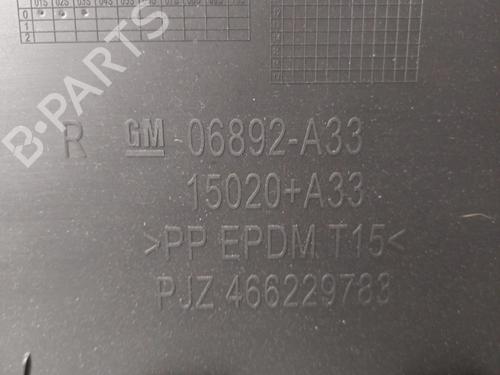 R GM 06892-A33
15020+A33
>PP EPDM T15<
PJZ 466229783
B-PARTS